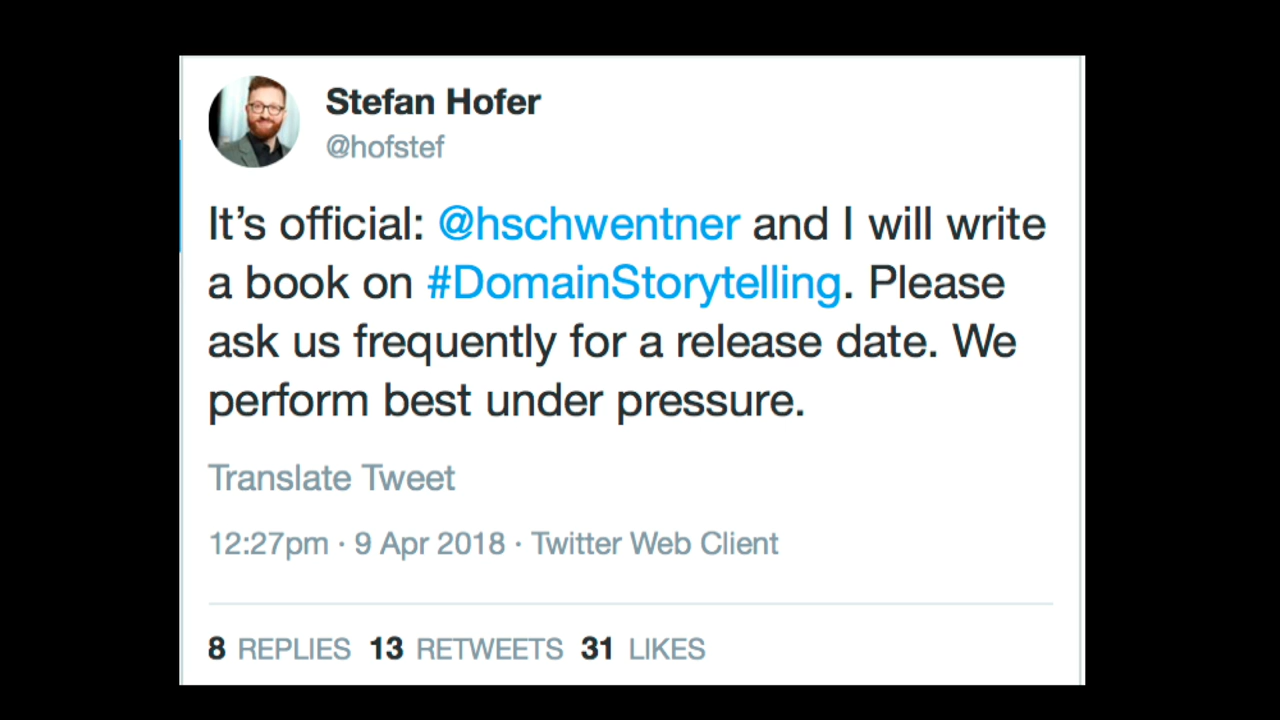 Stefan Hofer
@hofstef
It’s official: @hschwentner and I will write
a book on #DomainStorytelling. Please
ask us frequently for a release date. We
perform best under pressure.
Translate Tweet
12:27pm · 9 Apr 2018 · Twitter Web Client
8 REPLIES 13 RETWEETS 31 LIKES